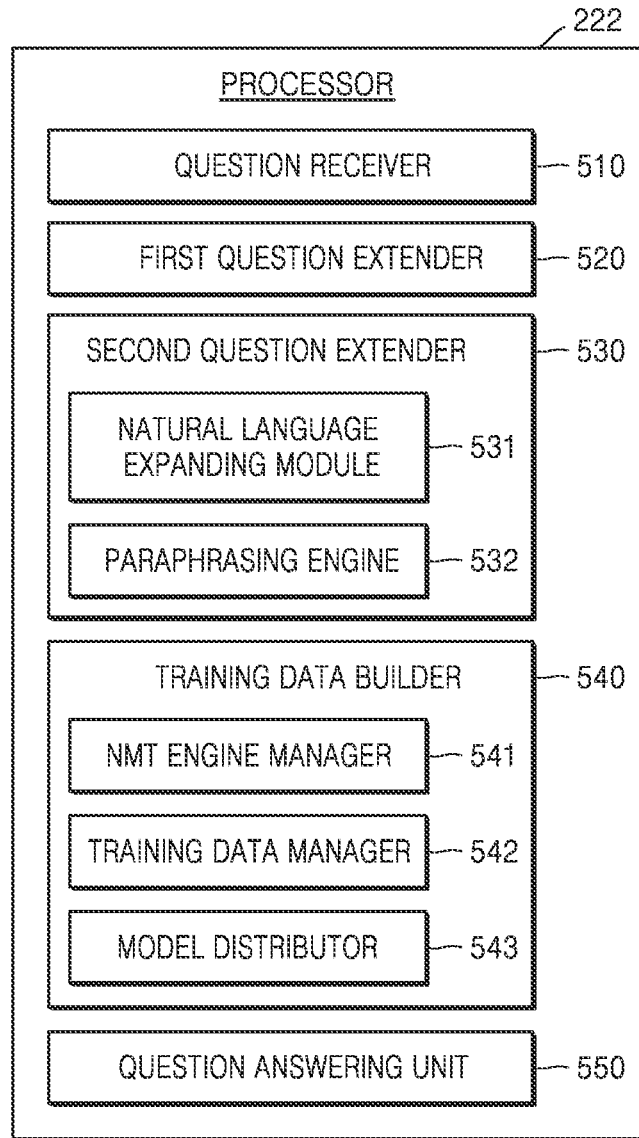 222
PROCESSOR
QUESTION RECEIVER 510
FIRST QUESTION EXTENDER 520
SECOND QUESTION EXTENDER 530
NATURAL LANGUAGE
EXPANDING MODULE 531
PARAPHRASING ENGINE 532
TRAINING DATA BUILDER 540
NMT ENGINE MANAGER 541
TRAINING DATA MANAGER 542
MODEL DISTRIBUTOR 543
QUESTION ANSWERING UNIT 550